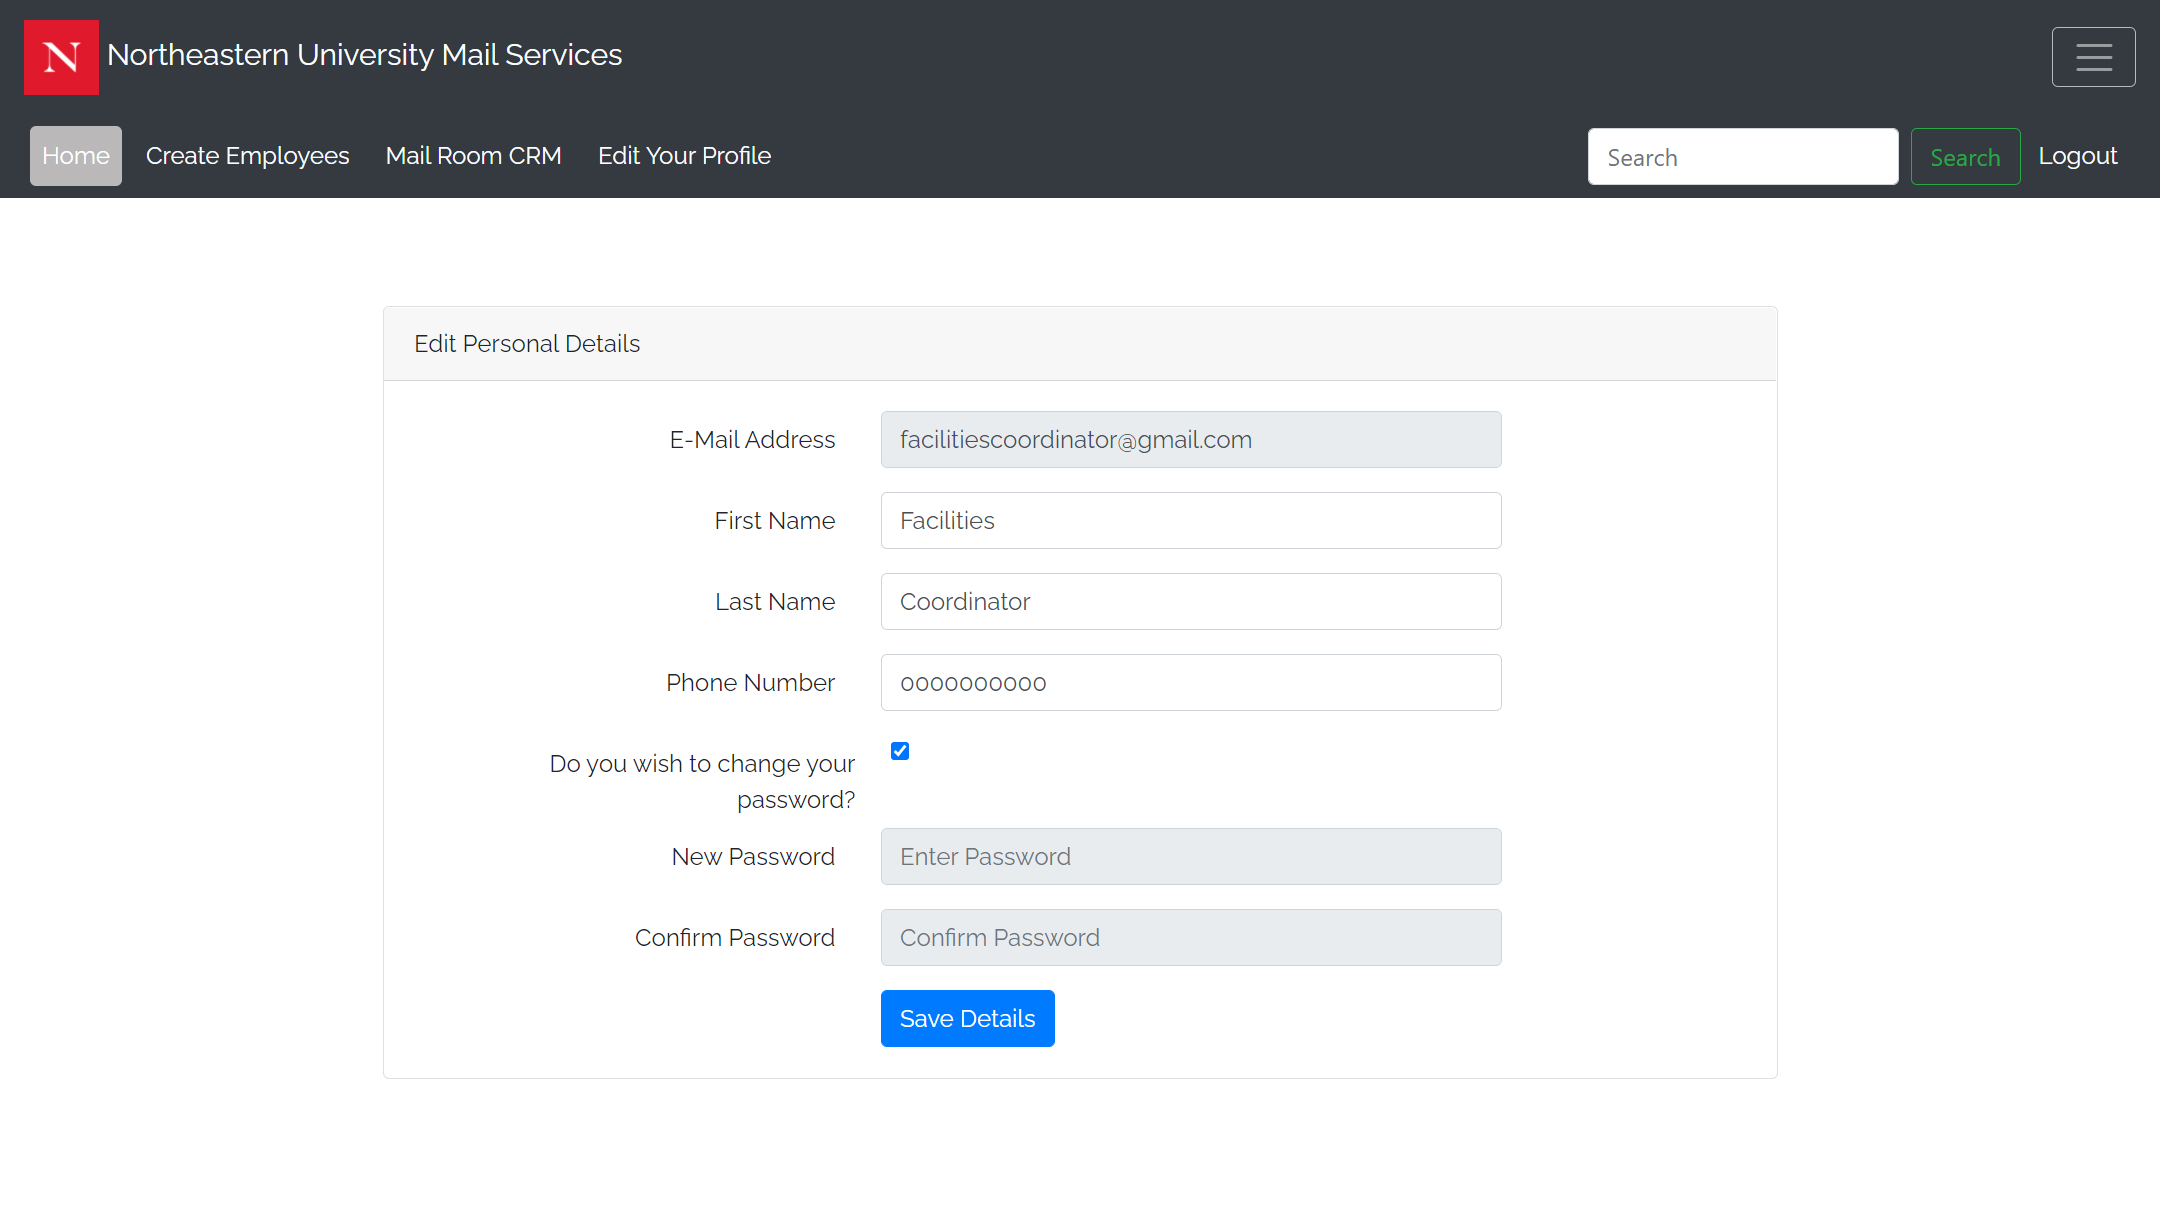 N Northeastern University Mail Services
Home Create Employees Mail Room CRM Edit Your Profile Search Search Logout
Edit Personal Details
E-Mail Address facilitiescoordinator@gmail.com
First Name Facilities
Last Name Coordinator
Phone Number 0000000000
Do you wish to change your
password?
New Password Enter Password
Confirm Password Confirm Password
Save Details